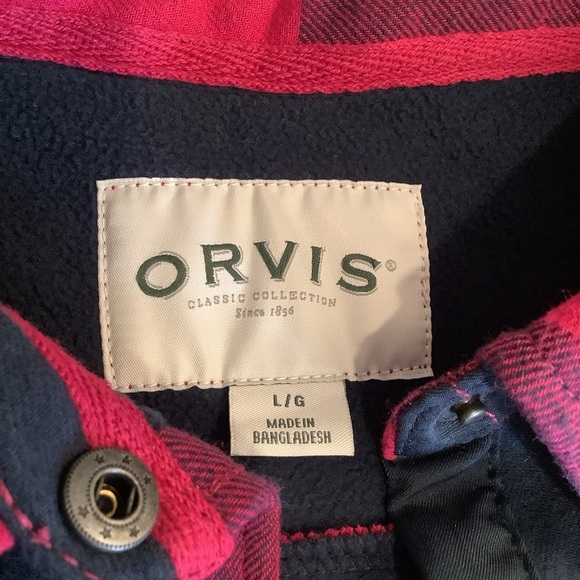 ORVIS®
CLASSIC COLLECTION
Since 1856
L/G
MADE IN
BANGLADESH